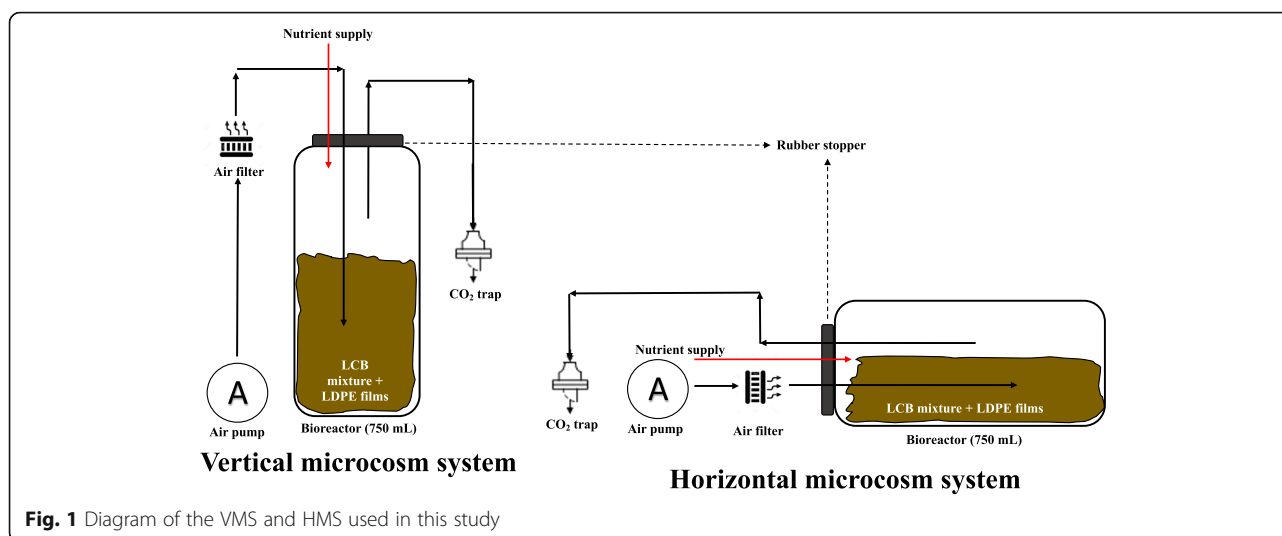 Nutrient supply
Air filter
Rubber stopper
CO₂ trap
LCB
mixture +
LDPE films
A
Air pump
Bioreactor (750 mL)
Vertical microcosm system
Nutrient supply
A
CO₂ trap
Air pump
Air filter
LCB mixture + LDPE films
Bioreactor (750 mL)
Horizontal microcosm system
Fig. 1 Diagram of the VMS and HMS used in this study